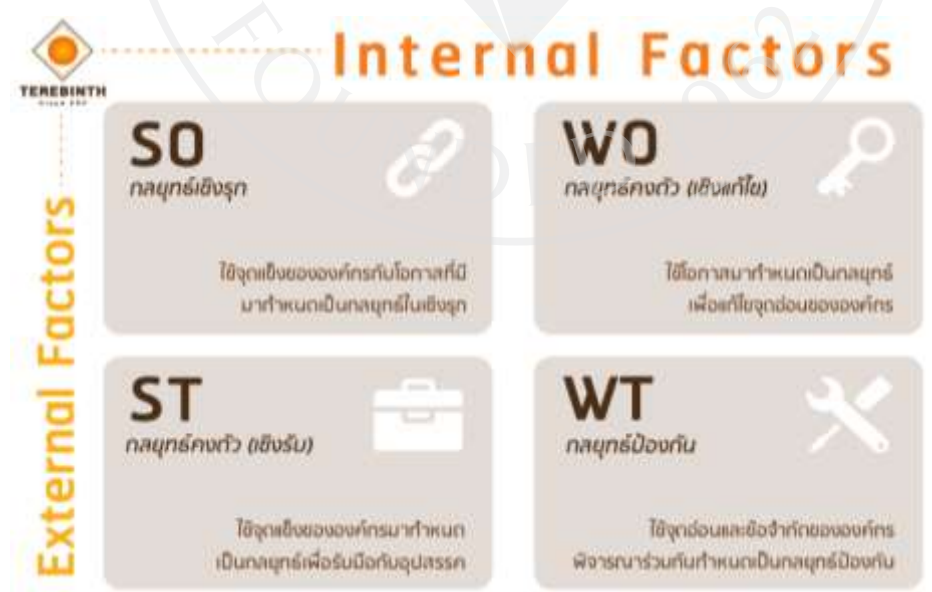 Internal Factors
TEREBINTH
External Factors
SO
กลยุทธ์เชิงรุก
ใช้จุดแข็งขององค์กรกับโอกาสที่มี
มากำหนดเป็นกลยุทธ์ในเชิงรุก
WO
กลยุทธ์คงตัว (เชิงแก้ไข)
ใช้โอกาสมากำหนดเป็นกลยุทธ์
เพื่อแก้ไขจุดอ่อนขององค์กร
ST
กลยุทธ์คงตัว (เชิงรับ)
ใช้จุดแข็งขององค์กรมากำหนด
เป็นกลยุทธ์เพื่อรับมือกับอุปสรรค
WT
กลยุทธ์ป้องกัน
ใช้จุดอ่อนและข้อจำกัดขององค์กร
พิจารณาร่วมกันกำหนดเป็นกลยุทธ์ป้องกัน